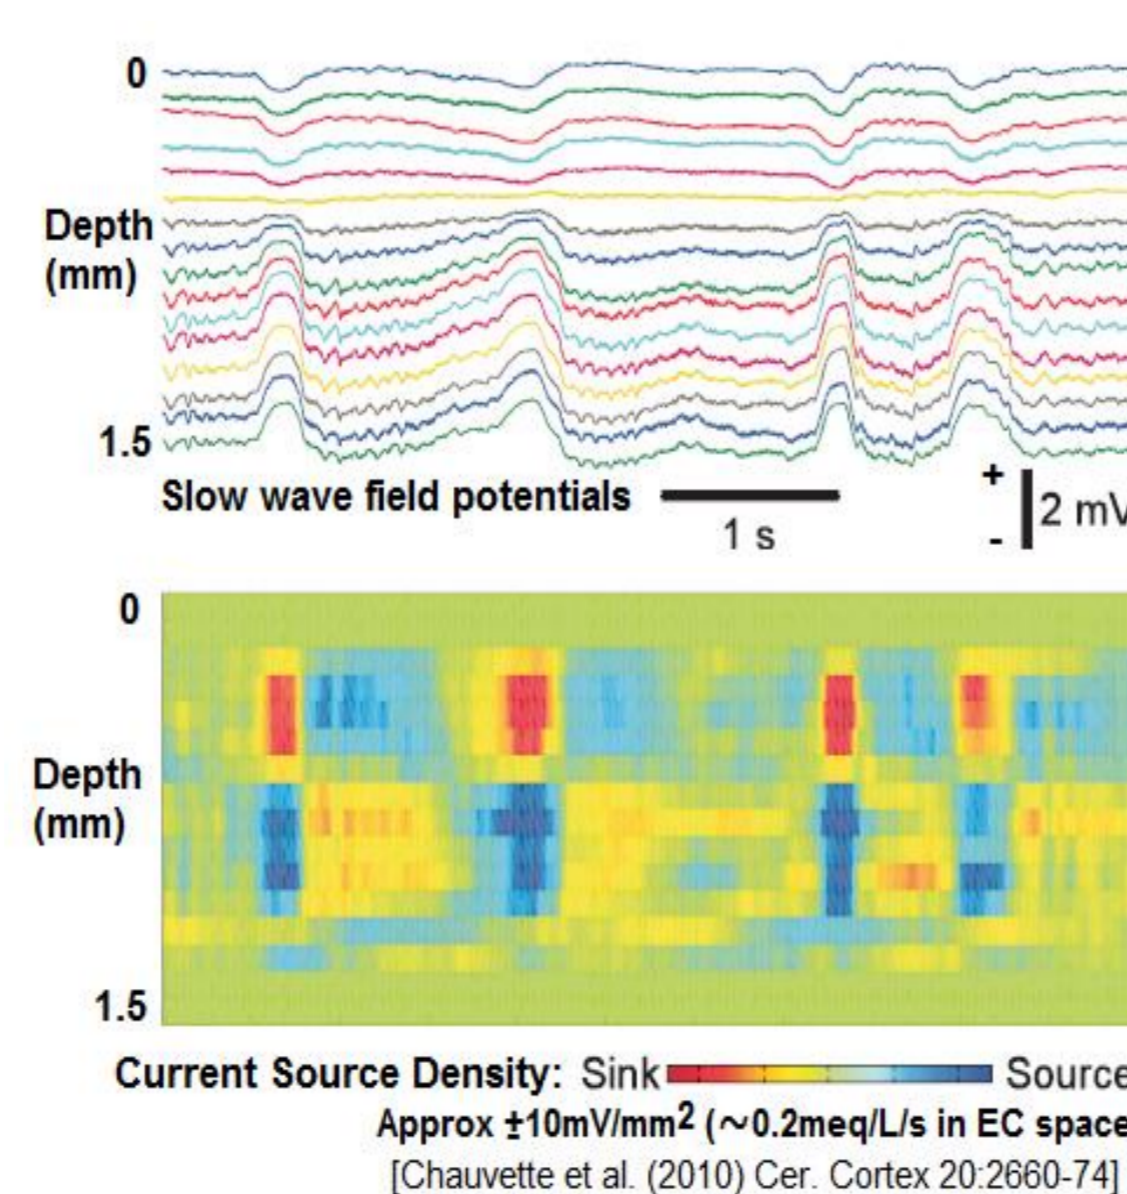 0
Depth
(mm)
1.5
Slow wave field potentials
1 s
+
-
2 mV
0
Depth
(mm)
1.5
Current Source Density: Sink Source
Approx ±10mV/mm² (~0.2meq/L/s in EC space
[Chauvette et al. (2010) Cer. Cortex 20:2660-74]